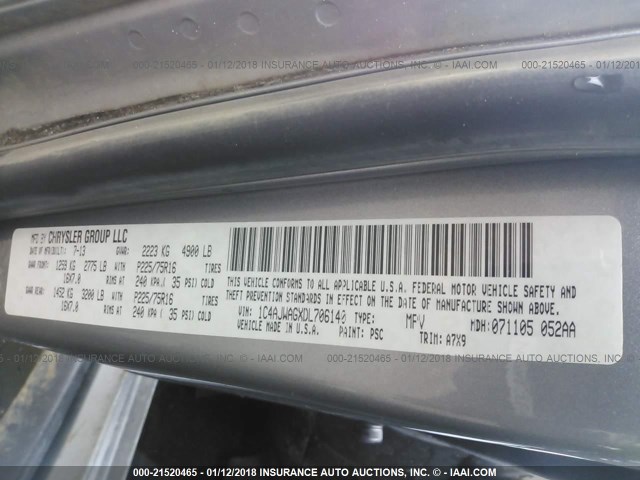 000-21520465 - 01/12/2018 INSURANCE AUTO AUCTIONS, INC. - IAAI.COM
MFD BY CHRYSLER GROUP LLC
DATE OF MFR(BUILT): 7-13 GVWR: 2223 KG 4900 LB
GAWR FRONT: 1259 KG 2775 LB WITH P225/75R16 TIRES
16X7.0 RIMS AT 240 KPA ( 35 PSI) COLD
GAWR REAR: 1452 KG 3200 LB WITH P225/75R16 TIRES
16X7.0 RIMS AT 240 KPA ( 35 PSI) COLD
THIS VEHICLE CONFORMS TO ALL APPLICABLE U.S.A. FEDERAL MOTOR VEHICLE SAFETY AND
THEFT PREVENTION STANDARDS IN EFFECT ON THE DATE OF MANUFACTURE SHOWN ABOVE.
VIN: 1C4AJWAGXDL706140 TYPE: MPV MDH: 071105 052AA
VEHICLE MADE IN U.S.A. PAINT: PSC TRIM: A7X9
000-21520465 - 01/12/2018 INSURANCE AUTO AUCTIONS, INC. - IAAI.COM
000-21520465 - 01/12/2018 INSURANCE AUTO AUCTIONS, INC. - IAAI.COM